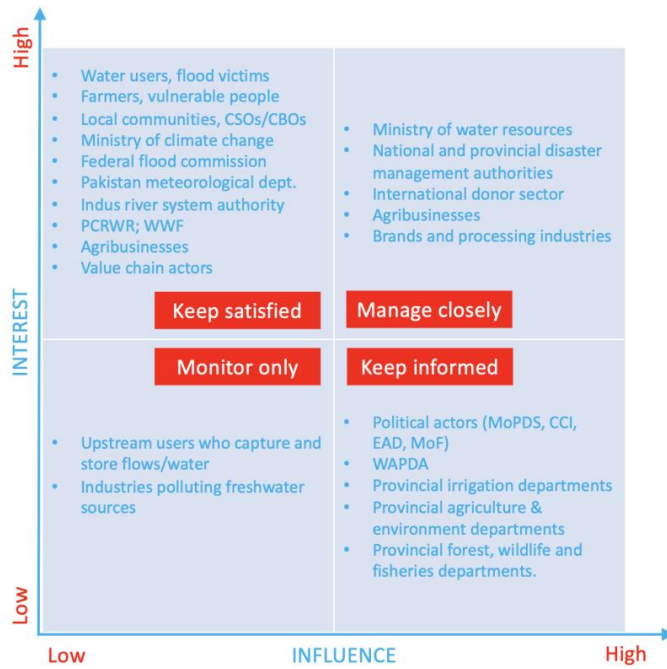 High
• Water users, flood victims
• Farmers, vulnerable people
• Local communities, CSOs/CBOs
• Ministry of climate change
• Federal flood commission
• Pakistan meteorological dept.
• Indus river system authority
• PCRWR; WWF
• Agribusinesses
• Value chain actors
Keep satisfied
• Ministry of water resources
• National and provincial disaster
management authorities
• International donor sector
• Agribusinesses
• Brands and processing industries
Manage closely
INTEREST
Monitor only
• Upstream users who capture and
store flows/water
• Industries polluting freshwater
sources
Keep informed
• Political actors (MoPDS, CCI,
EAD, MoF)
• WAPDA
• Provincial irrigation departments
• Provincial agriculture &
environment departments
• Provincial forest, wildlife and
fisheries departments.
Low
Low
INFLUENCE
High